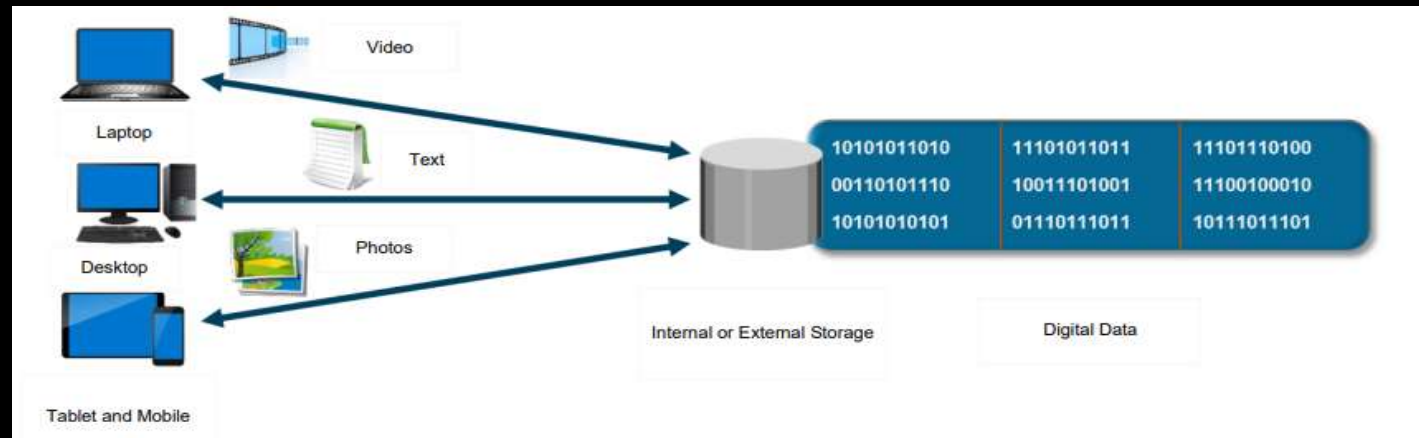 Video
Laptop
Text
Desktop
Photos
Tablet and Mobile
Internal or External Storage
10101011010 11101011011 11101110100
00110101110 10011101001 11100100010
10101010101 01110111011 10111011101
Digital Data